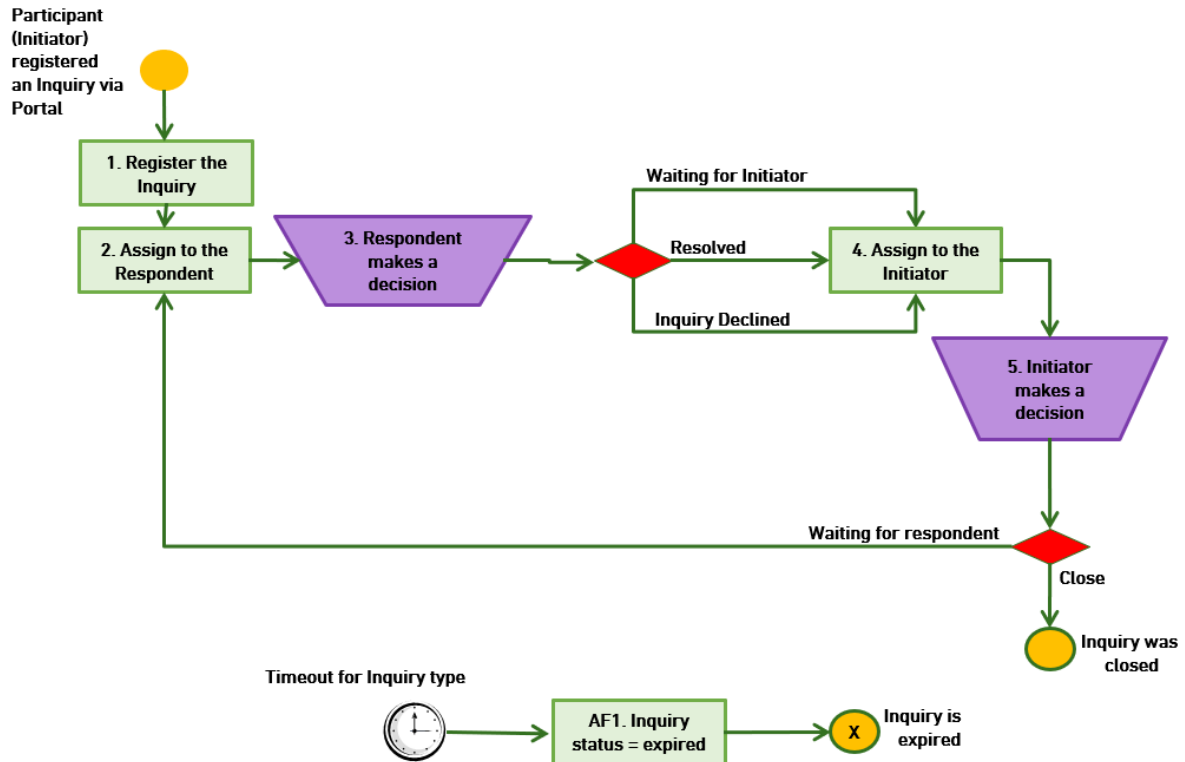 Participant
(Initiator)
registered
an Inquiry via
Portal
1. Register the
Inquiry
2. Assign to the
Respondent
3. Respondent
makes a
decision
Waiting for Initiator
Resolved
Inquiry Declined
4. Assign to the
Initiator
5. Initiator
makes a
decision
Waiting for respondent
Close
Inquiry was
closed
Timeout for Inquiry type
AF1. Inquiry
status = expired
X
Inquiry is
expired